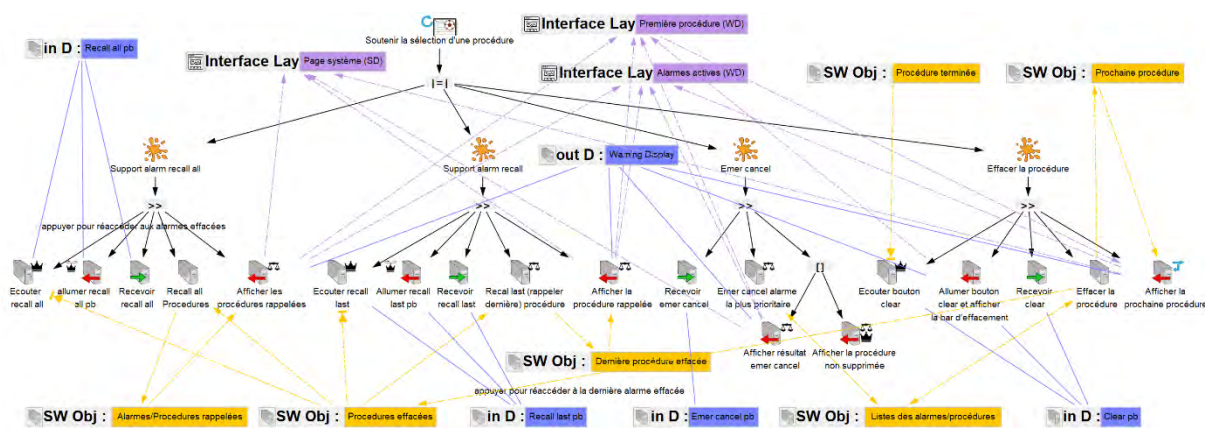 Interface Lay Première procédure (WD)
Soutenir la sélection d'une procédure
in D : Recall all pb
Interface Lay Page système (SD)
Interface Lay Alarmes actives (WD)
SW Obj : Procédure terminée
SW Obj : Prochaine procédure
|=|
Support alarm recall all
Support alarm recall
out D : Warning Display
Emer cancel
Effacer la procédure
>>
>>
>>
>>
appuyer pour réaccéder aux alarmes effacées
[]
Ecouter
recall all
allumer recall
all pb
Recevoir
recall all
Recall all
Procedures
Afficher les
procédures rappelées
Ecouter recall
last
Allumer recall
last pb
Recevoir
recall last
Recal last (rappeler
dernière) procédure
Afficher la
procédure rappelée
Recevoir
emer cancel
Emer cancel alarme
la plus prioritaire
Ecouter bouton
clear
Allumer bouton
clear et afficher
la bar d'effacement
Recevoir
clear
Effacer la
procédure
Afficher la
prochaine procédure
Afficher résultat
emer cancel
Afficher la procédure
non supprimée
SW Obj : Dernière procédure effacée
appuyer pour réaccéder à la dernière alarme effacée
SW Obj : Alarmes/Procedures rappelées
SW Obj : Procedures effacées
in D : Recall last pb
in D : Emer cancel pb
SW Obj : Listes des alarmes/procédures
in D : Clear pb